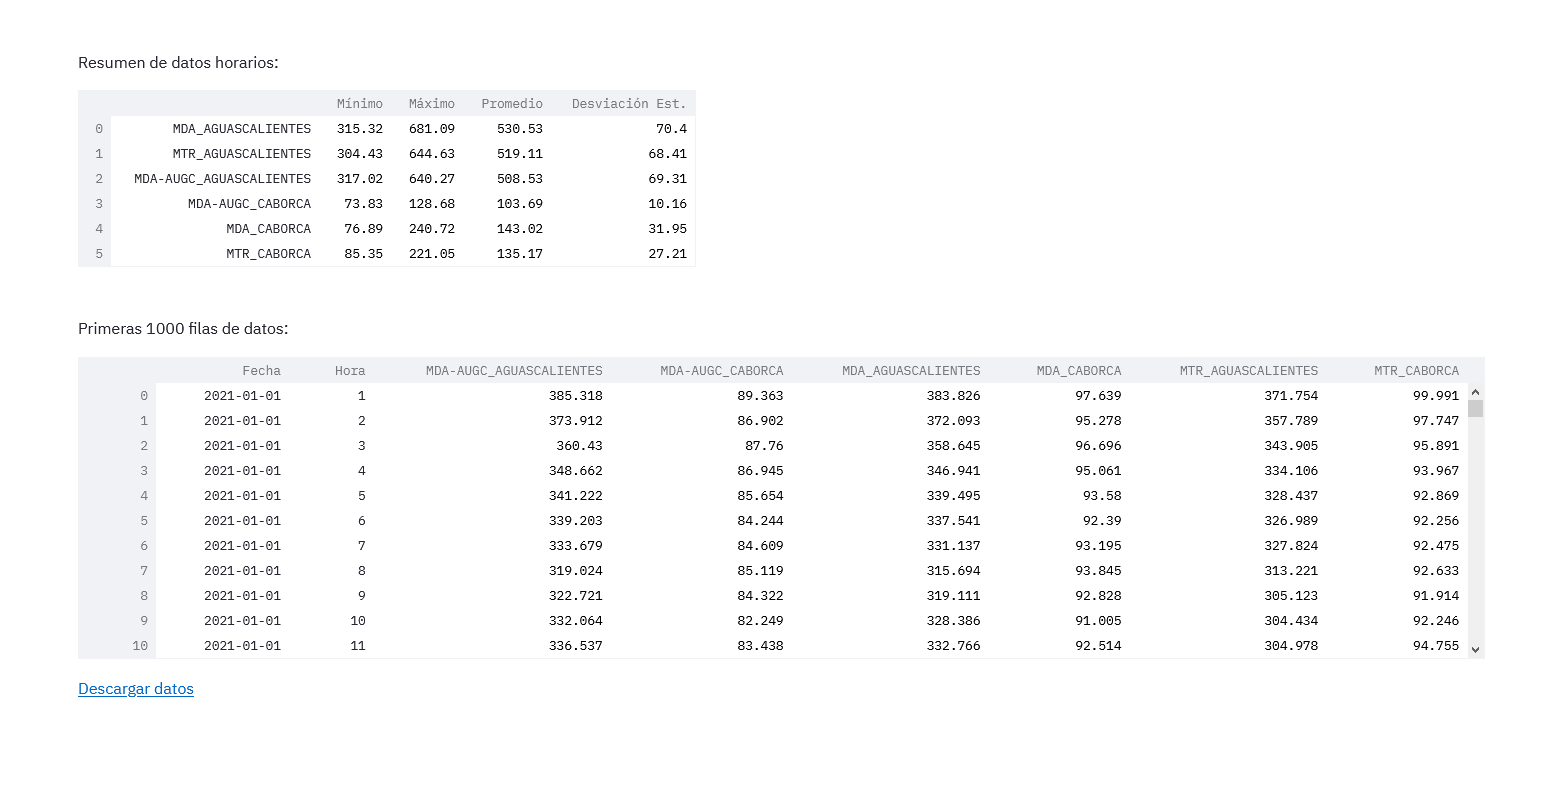 Resumen de datos horarios:
Mínimo Máximo Promedio Desviación Est.
0 MDA_AGUASCALIENTES 315.32 681.09 530.53 70.4
1 MTR_AGUASCALIENTES 304.43 644.63 519.11 68.41
2 MDA-AUGC_AGUASCALIENTES 317.02 640.27 508.53 69.31
3 MDA-AUGC_CABORCA 73.83 128.68 103.69 10.16
4 MDA_CABORCA 76.89 240.72 143.02 31.95
5 MTR_CABORCA 85.35 221.05 135.17 27.21
Primeras 1000 filas de datos:
Fecha Hora MDA-AUGC_AGUASCALIENTES MDA-AUGC_CABORCA MDA_AGUASCALIENTES MDA_CABORCA MTR_AGUASCALIENTES MTR_CABORCA
0 2021-01-01 1 385.318 89.363 383.826 97.639 371.754 99.991
1 2021-01-01 2 373.912 86.902 372.093 95.278 357.789 97.747
2 2021-01-01 3 360.43 87.76 358.645 96.696 343.905 95.891
3 2021-01-01 4 348.662 86.945 346.941 95.061 334.106 93.967
4 2021-01-01 5 341.222 85.654 339.495 93.58 328.437 92.869
5 2021-01-01 6 339.203 84.244 337.541 92.39 326.989 92.256
6 2021-01-01 7 333.679 84.609 331.137 93.195 327.824 92.475
7 2021-01-01 8 319.024 85.119 315.694 93.845 313.221 92.633
8 2021-01-01 9 322.721 84.322 319.111 92.828 305.123 91.914
9 2021-01-01 10 332.064 82.249 328.386 91.005 304.434 92.246
10 2021-01-01 11 336.537 83.438 332.766 92.514 304.978 94.755
Descargar datos